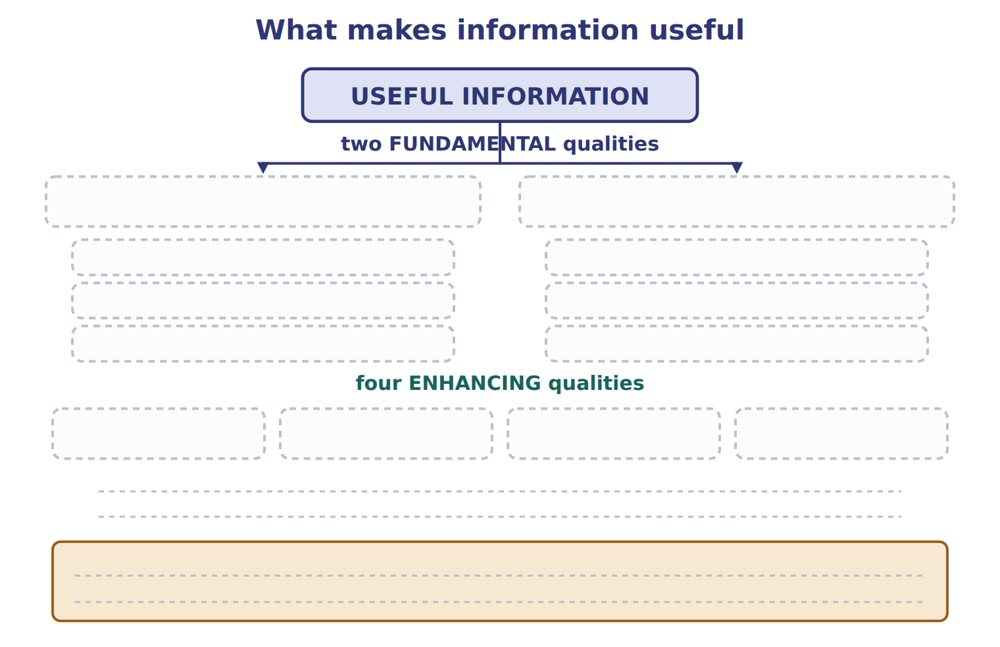 What makes information useful
USEFUL INFORMATION
two FUNDAMENTAL qualities
four ENHANCING qualities